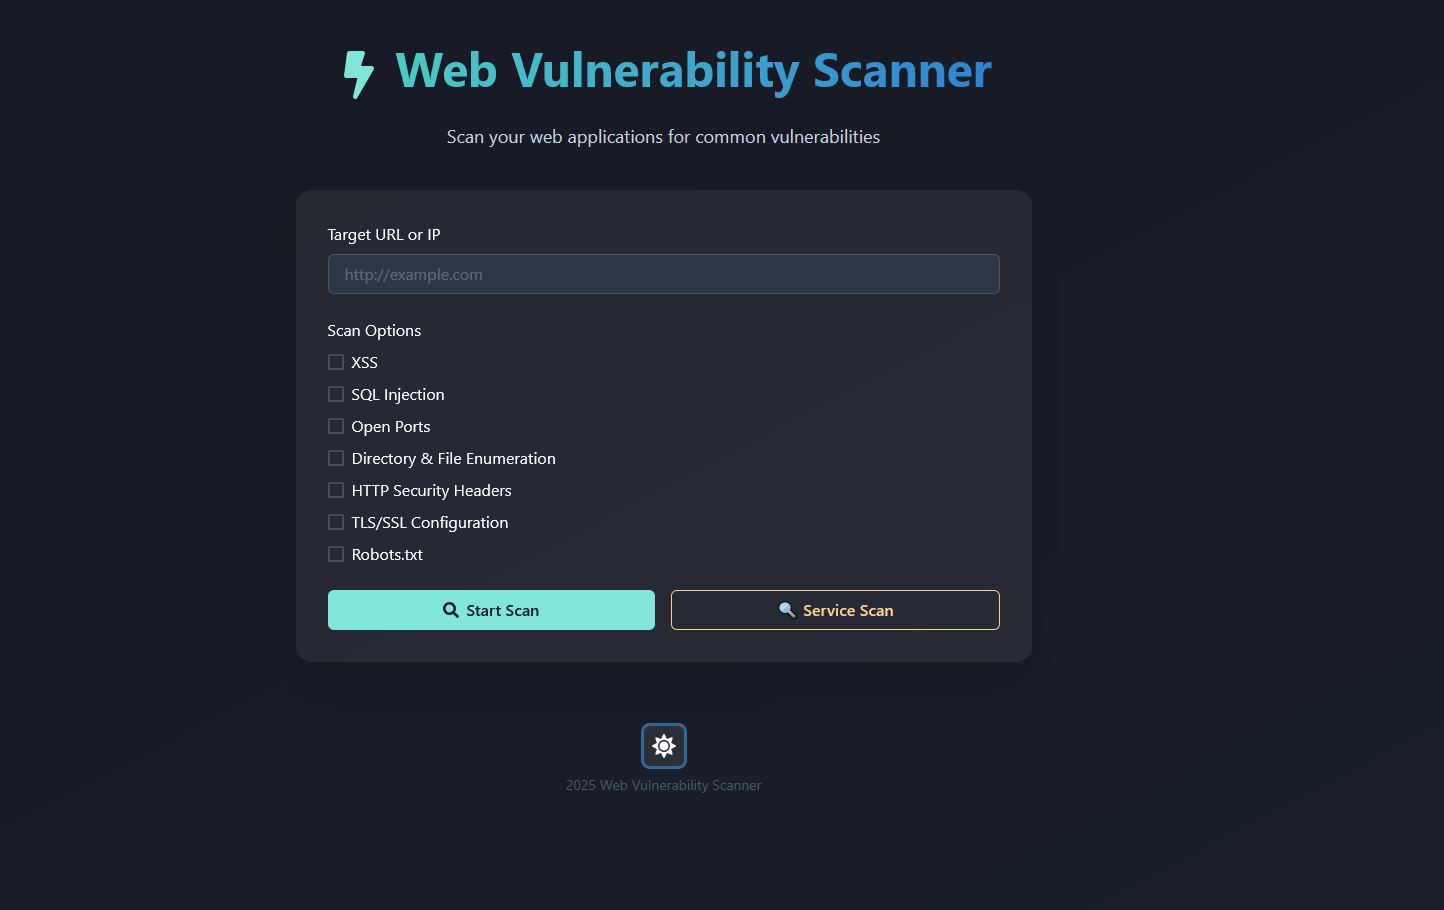 Web Vulnerability Scanner
Scan your web applications for common vulnerabilities
Target URL or IP
http://example.com
Scan Options
XSS
SQL Injection
Open Ports
Directory & File Enumeration
HTTP Security Headers
TLS/SSL Configuration
Robots.txt
Start Scan
Service Scan
2025 Web Vulnerability Scanner